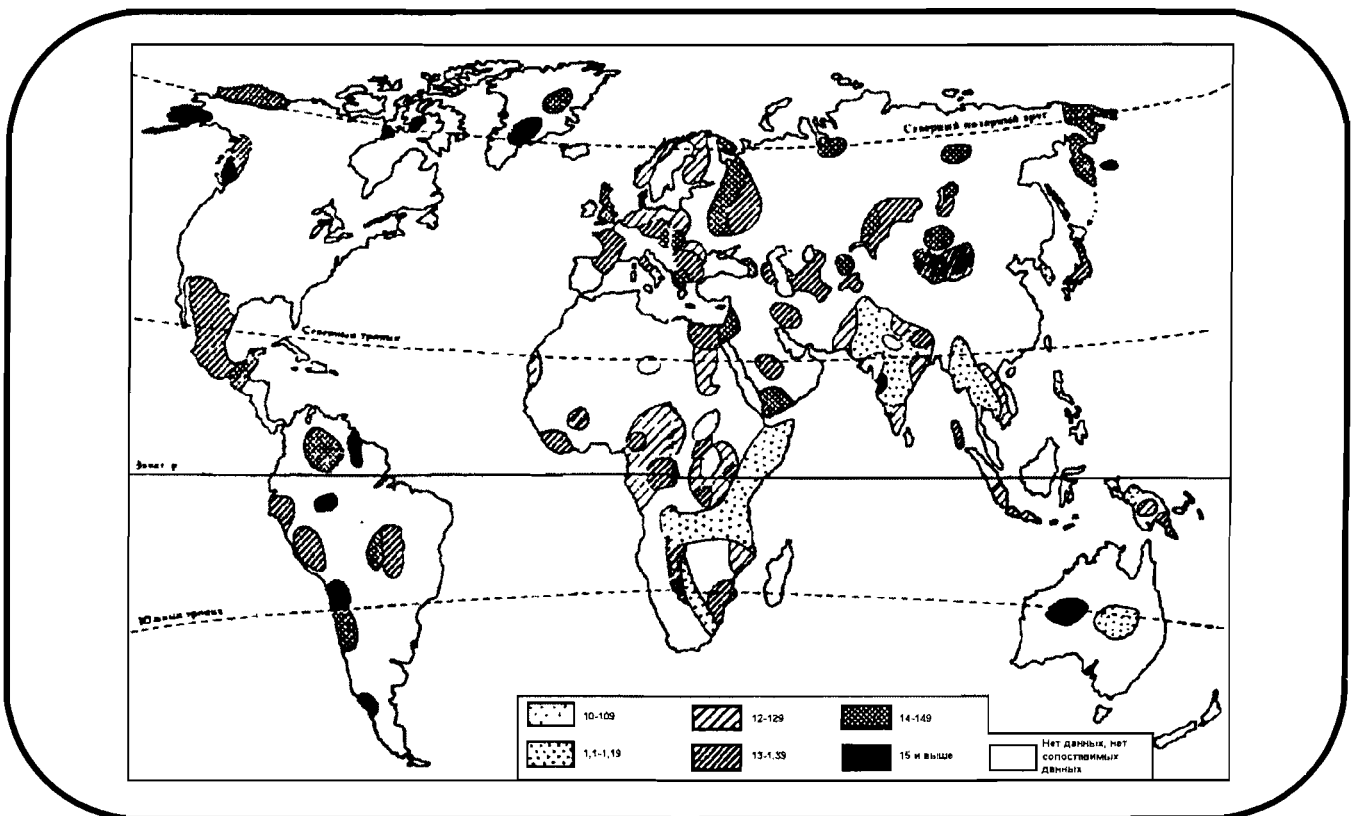 Северный полярный круг
Северный тропик
Южный тропик
10-109
12-129
14-149
1,1-1,19
13-1,39
15 и выше
Нет данных, нет
сопоставимых
данных